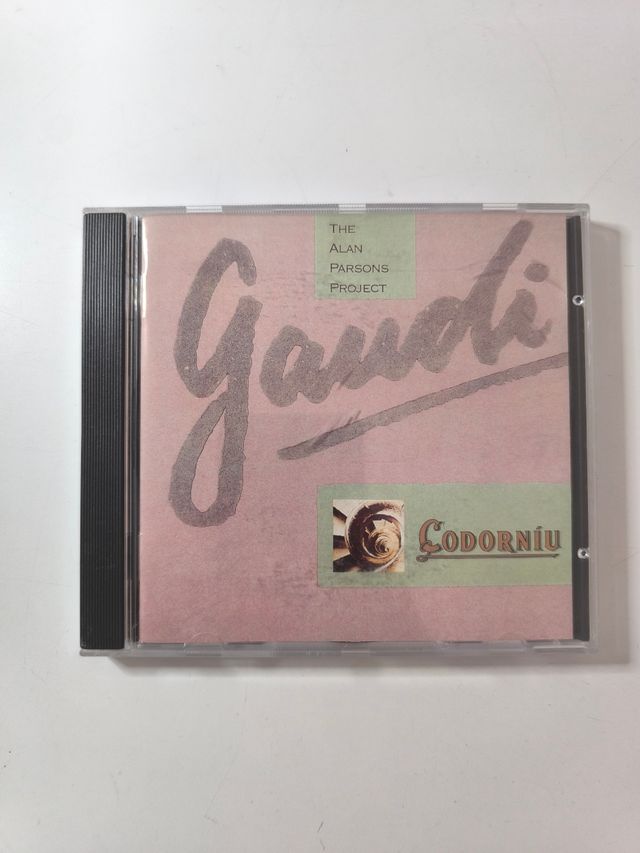 THE
ALAN
PARSONS
PROJECT
Gaudi
CODORNÍU